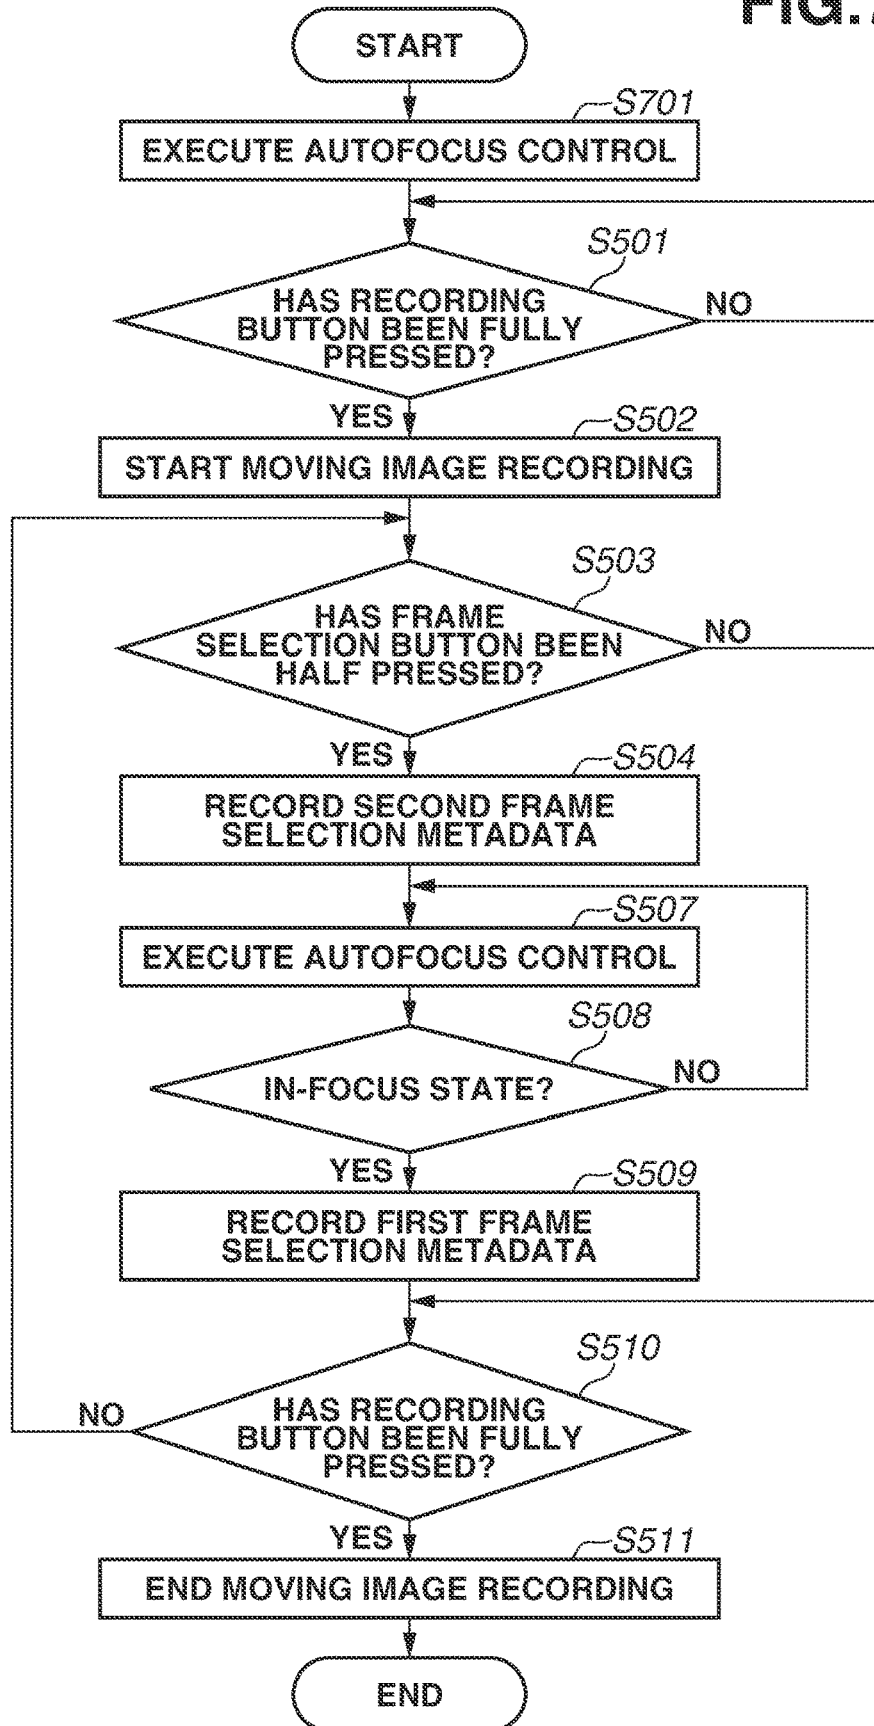 FIG.
START
S701
EXECUTE AUTOFOCUS CONTROL
S501
HAS RECORDING
BUTTON BEEN FULLY
PRESSED?
NO
YES
S502
START MOVING IMAGE RECORDING
S503
HAS FRAME
SELECTION BUTTON BEEN
HALF PRESSED?
NO
YES
S504
RECORD SECOND FRAME
SELECTION METADATA
S507
EXECUTE AUTOFOCUS CONTROL
S508
IN-FOCUS STATE?
NO
YES
S509
RECORD FIRST FRAME
SELECTION METADATA
S510
HAS RECORDING
BUTTON BEEN FULLY
PRESSED?
NO
YES
S511
END MOVING IMAGE RECORDING
END